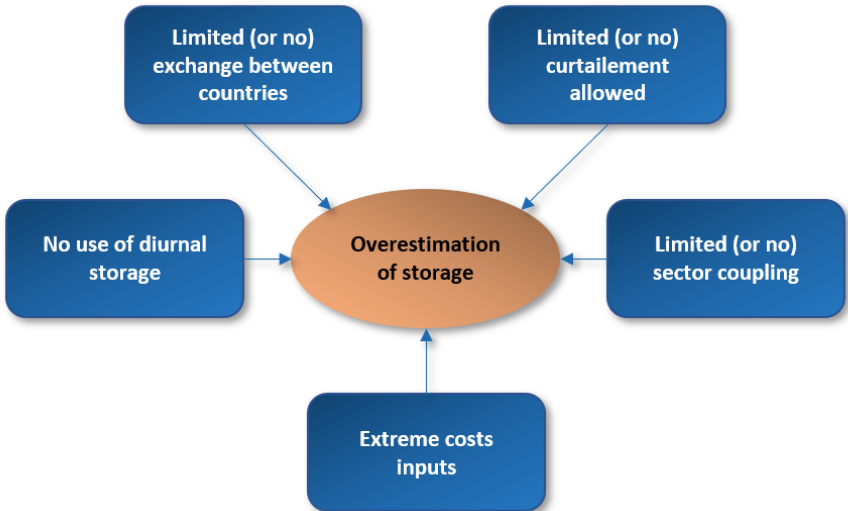 Limited (or no)
exchange between
countries
Limited (or no)
curtailement
allowed
No use of diurnal
storage
Overestimation
of storage
Limited (or no)
sector coupling
Extreme costs
inputs